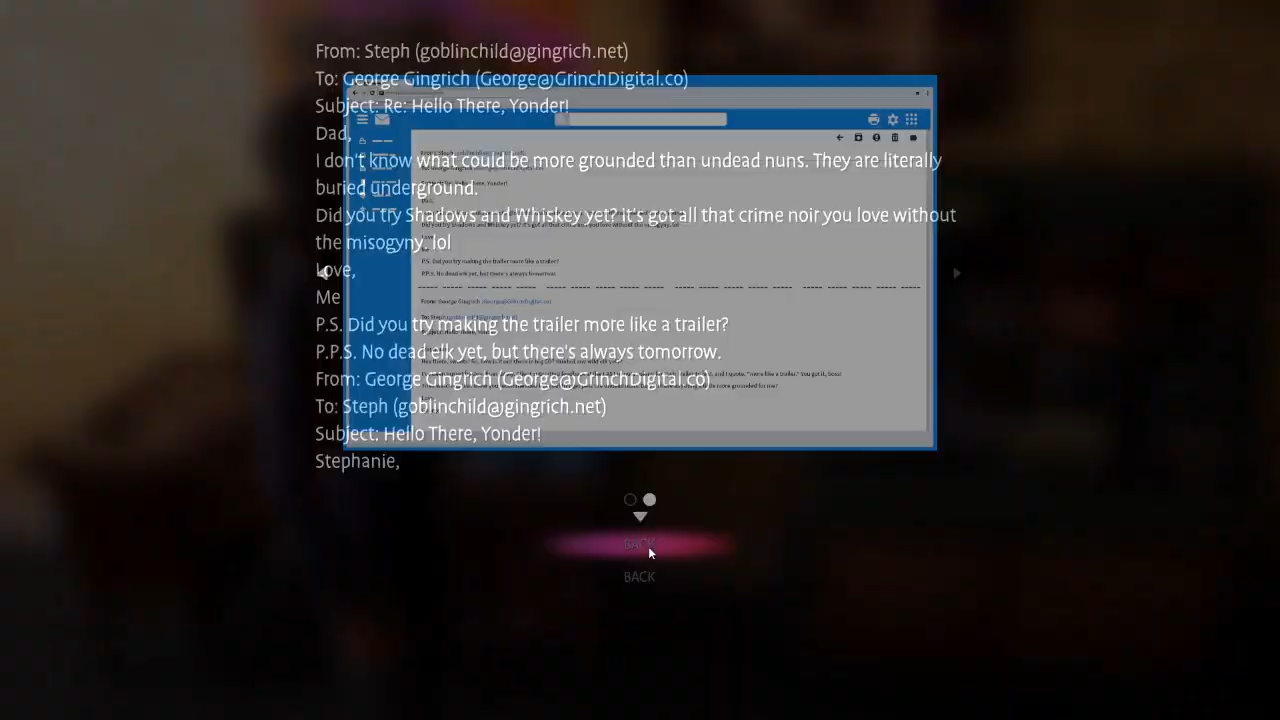 From: Steph (goblinchild@gingrich.net)
To: George Gingrich (George@GrinchDigital.co)
Subject: Re: Hello There, Yonder!
Dad,
I don't know what could be more grounded than undead nuns. They are literally
buried underground.
Did you try Shadows and Whiskey yet? it's got all that crime noir you love without
the misogyny. lol
Love,
Me
P.S. Did you try making the trailer more like a trailer?
P.P.S. No dead elk yet, but there's always tomorrow.
From: George Gingrich (George@GrinchDigital.co)
To: Steph (goblinchild@gingrich.net)
Subject: Hello There, Yonder!
Stephanie,
BACK
BACK